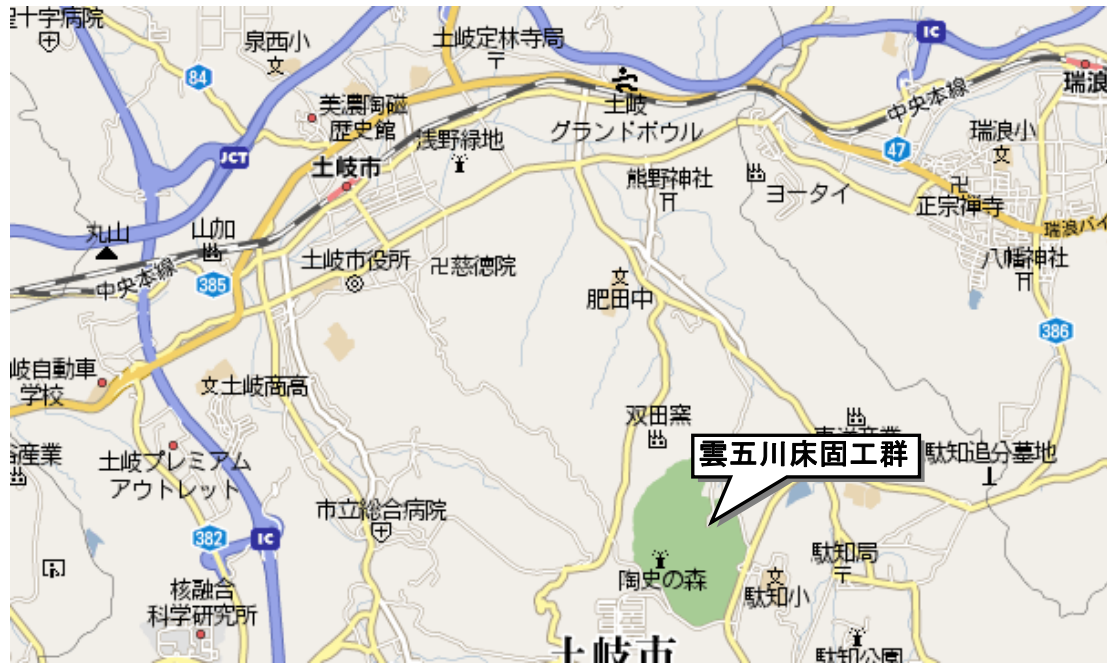 十字病院
泉西小
土岐定林寺局
IC
瑞浪
84
美濃陶磁
歴史館
浅野緑地
土岐
グランドボウル
中央本線
瑞浪小
47
JCT
土岐市
熊野神社
ヨータイ
正宗禅寺
瑞浪バイ
丸山
山加
土岐市役所
慈徳院
八幡神社
中央本線
385
肥田中
386
岐自動車
学校
土岐商高
双田窯
雲五川床固工群
駄知追分墓地
産業
土岐プレミアム
アウトレット
市立総合病院
382
IC
駄知局
陶史の森
駄知小
核融合
科学研究所
土岐市
駄知公園